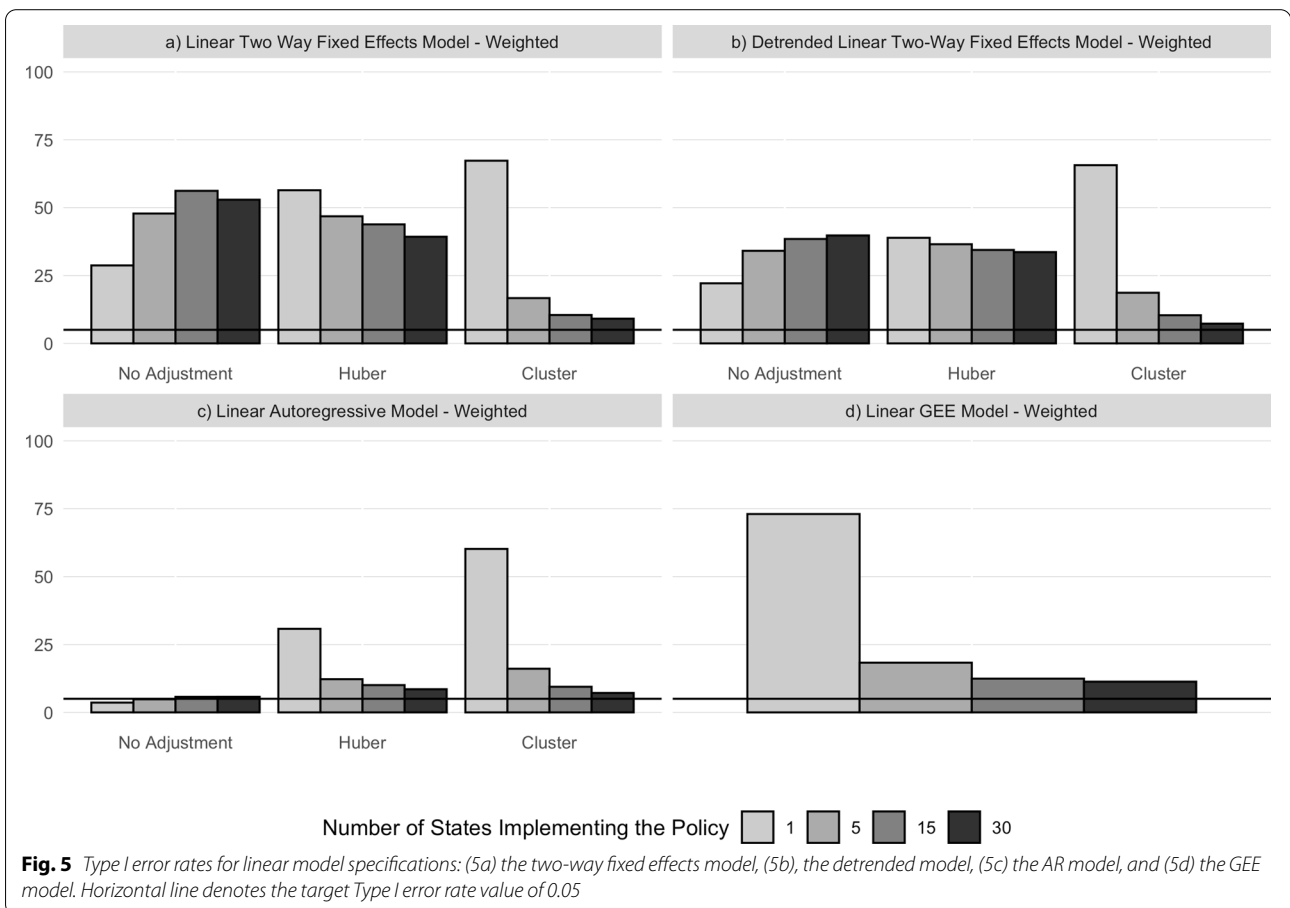 a) Linear Two Way Fixed Effects Model - Weighted
b) Detrended Linear Two-Way Fixed Effects Model - Weighted
100
75
50
25
0
No Adjustment Huber Cluster
No Adjustment Huber Cluster
c) Linear Autoregressive Model - Weighted
d) Linear GEE Model - Weighted
100
75
50
25
0
No Adjustment Huber Cluster
Number of States Implementing the Policy 1 5 15 30
Fig. 5 Type I error rates for linear model specifications: (5a) the two-way fixed effects model, (5b), the detrended model, (5c) the AR model, and (5d) the GEE
model. Horizontal line denotes the target Type I error rate value of 0.05